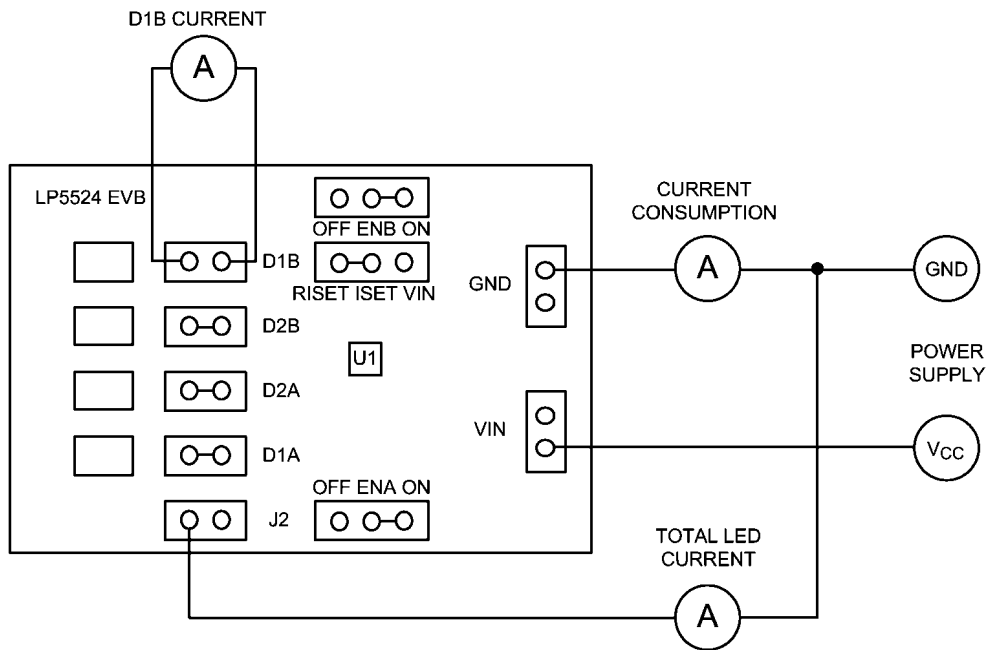 D1B CURRENT
A
LP5524 EVB
OFF ENB ON
D1B
RISET ISET VIN
D2B
U1
D2A
D1A
OFF ENA ON
J2
GND
VIN
CURRENT
CONSUMPTION
A
GND
POWER
SUPPLY
VCC
TOTAL LED
CURRENT
A